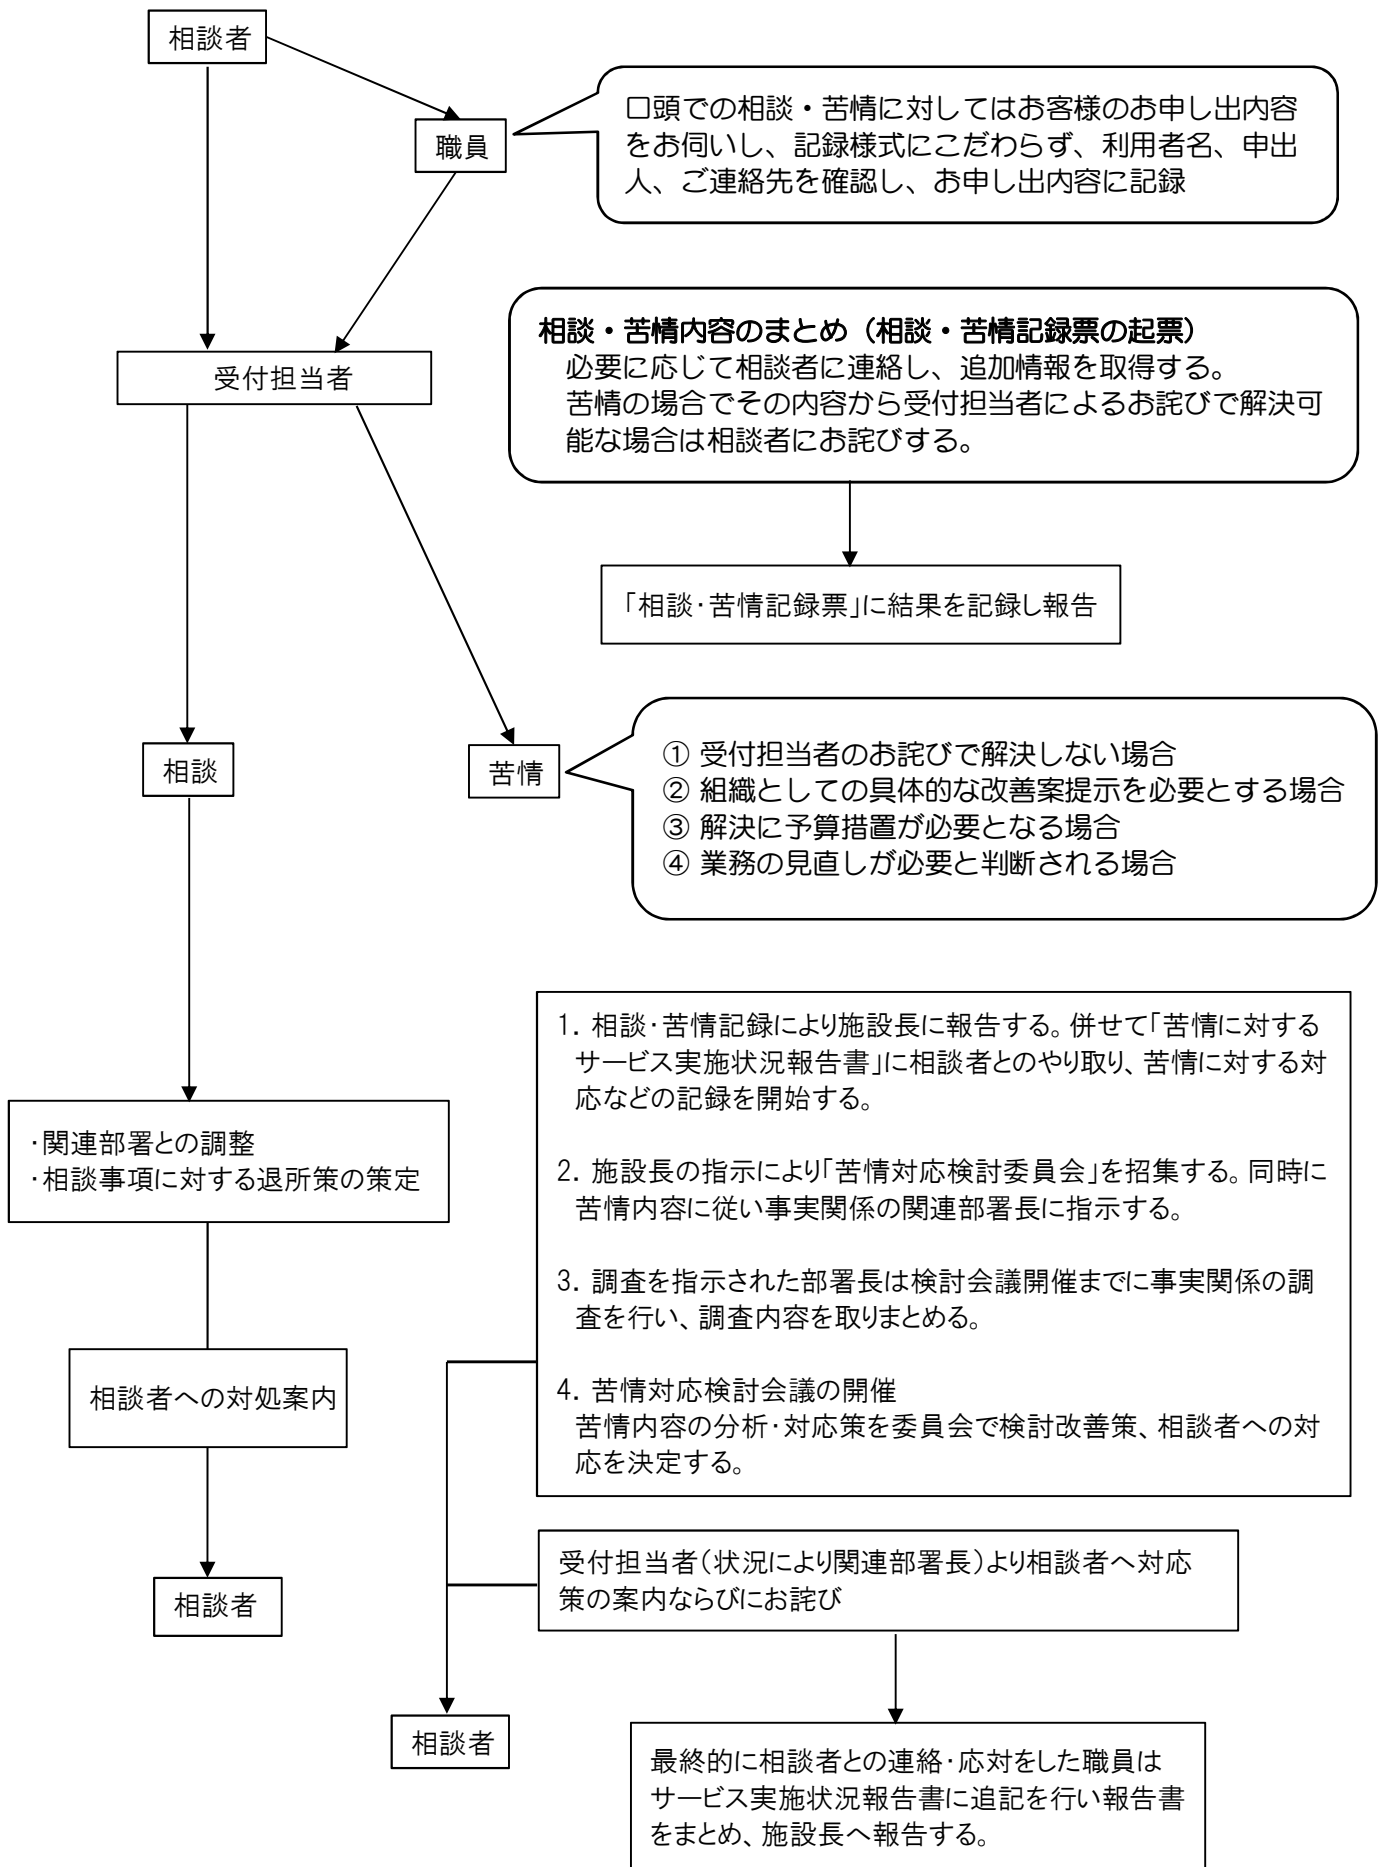 相談者
職員
口頭での相談・苦情に対してはお客様のお申し出内容
をお伺いし、記録様式にこだわらず、利用者名、申出
人、ご連絡先を確認し、お申し出内容に記録
相談・苦情内容のまとめ（相談・苦情記録票の起票）
必要に応じて相談者に連絡し、追加情報を取得する。
苦情の場合でその内容から受付担当者によるお詫びで解決可
能な場合は相談者にお詫びする。
受付担当者
「相談・苦情記録票」に結果を記録し報告
相談
苦情
① 受付担当者のお詫びで解決しない場合
② 組織としての具体的な改善案提示を必要とする場合
③ 解決に予算措置が必要となる場合
④ 業務の見直しが必要と判断される場合
1．相談・苦情記録により施設長に報告する。併せて「苦情に対する
サービス実施状況報告書」に相談者とのやり取り、苦情に対する対
応などの記録を開始する。
2．施設長の指示により「苦情対応検討委員会」を招集する。同時に
苦情内容に従い事実関係の関連部署長に指示する。
3．調査を指示された部署長は検討会議開催までに事実関係の調
査を行い、調査内容を取りまとめる。
4．苦情対応検討会議の開催
苦情内容の分析・対応策を委員会で検討改善策、相談者への対
応を決定する。
・関連部署との調整
・相談事項に対する退所策の策定
相談者への対処案内
相談者
受付担当者（状況により関連部署長）より相談者へ対応
策の案内ならびにお詫び
相談者
最終的に相談者との連絡・応対をした職員は
サービス実施状況報告書に追記を行い報告書
をまとめ、施設長へ報告する。